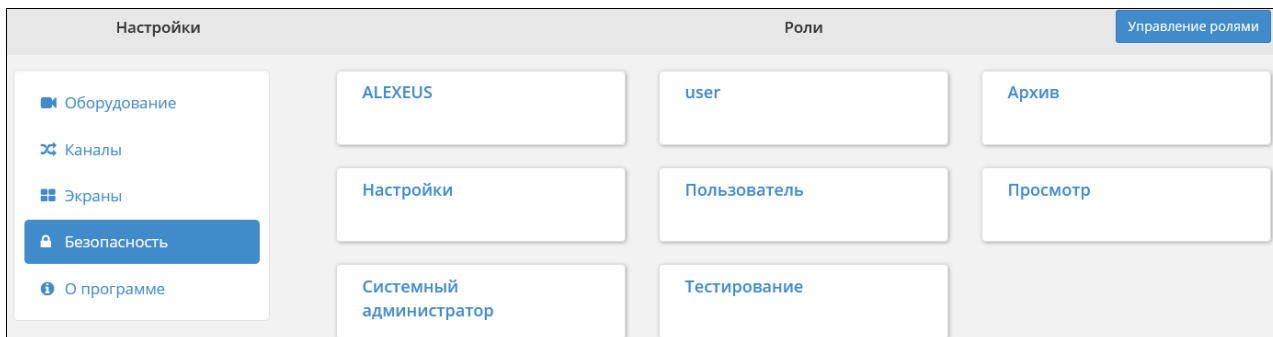 Настройки
Роли
Управление ролями
Оборудование
Каналы
Экраны
Безопасность
О программе
ALEXEUS
user
Архив
Настройки
Пользователь
Просмотр
Системный
администратор
Тестирование